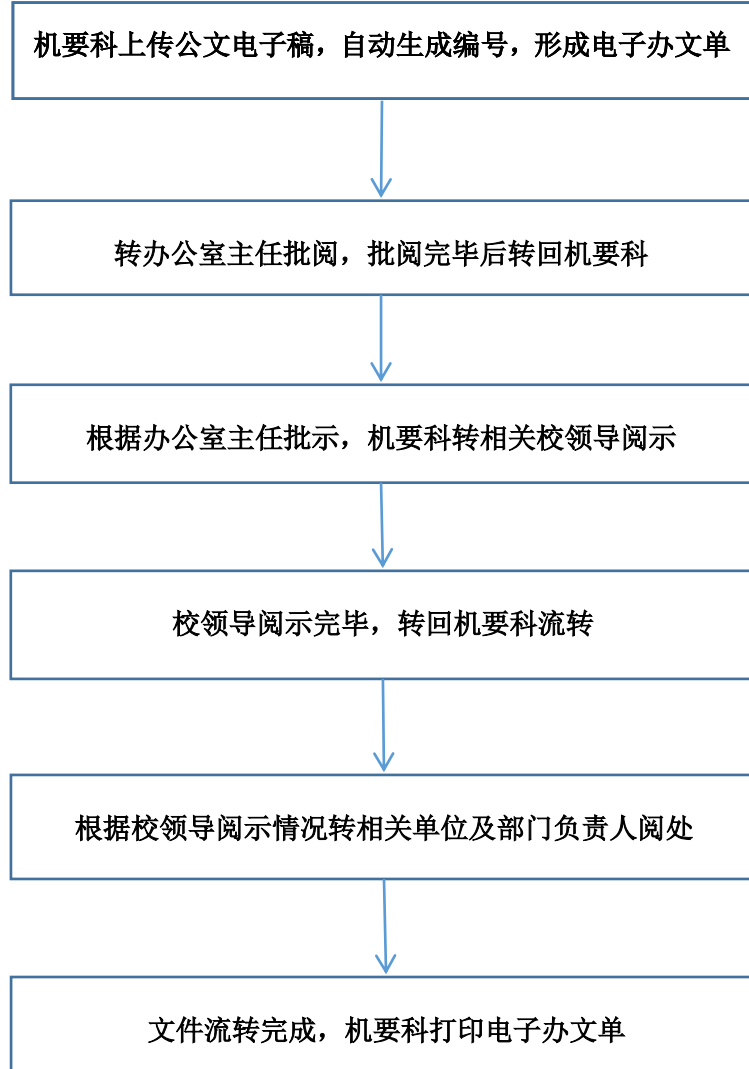 机要科上传公文电子稿，自动生成编号，形成电子办文单
转办公室主任批阅，批阅完毕后转回机要科
根据办公室主任批示，机要科转相关校领导阅示
校领导阅示完毕，转回机要科流转
根据校领导阅示情况转相关单位及部门负责人阅处
文件流转完成，机要科打印电子办文单